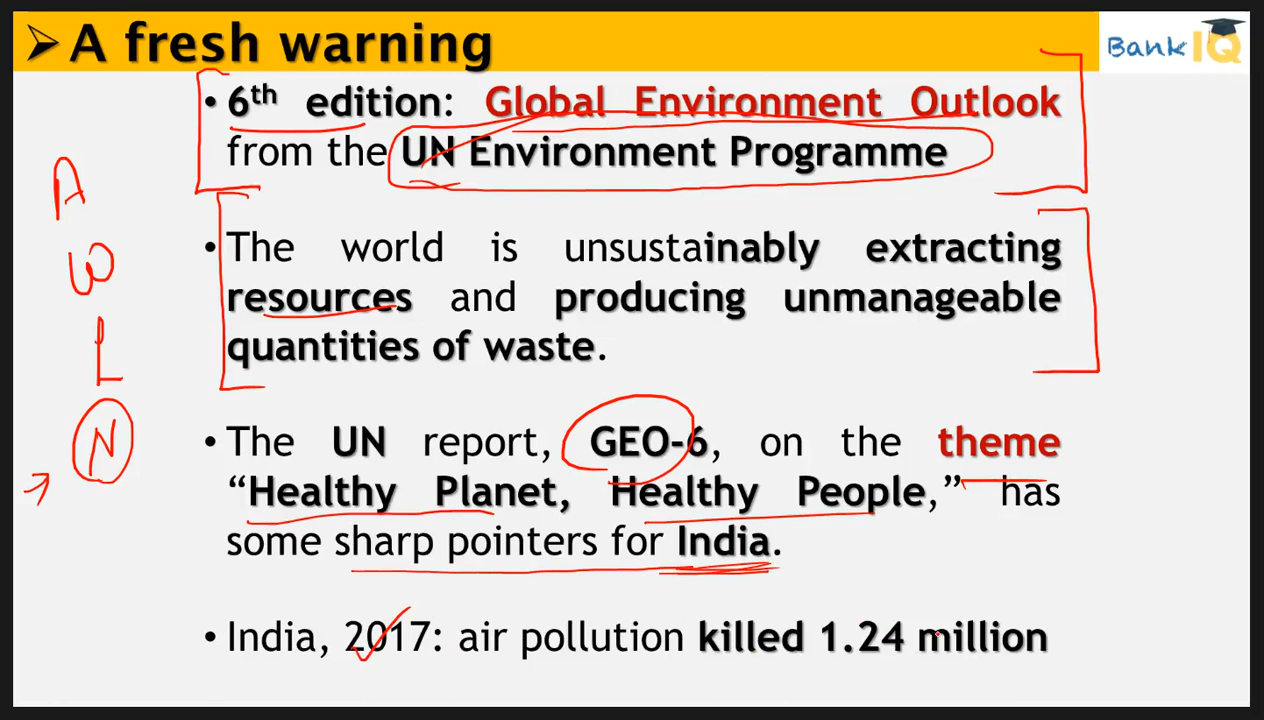 ➢ A fresh warning
Bank IQ
• 6th edition: Global Environment Outlook
from the UN Environment Programme
• The world is unsustainably extracting
resources and producing unmanageable
quantities of waste.
• The UN report, GEO-6, on the theme
“Healthy Planet, Healthy People,” has
some sharp pointers for India.
• India, 2017: air pollution killed 1.24 million
A
W
L
N